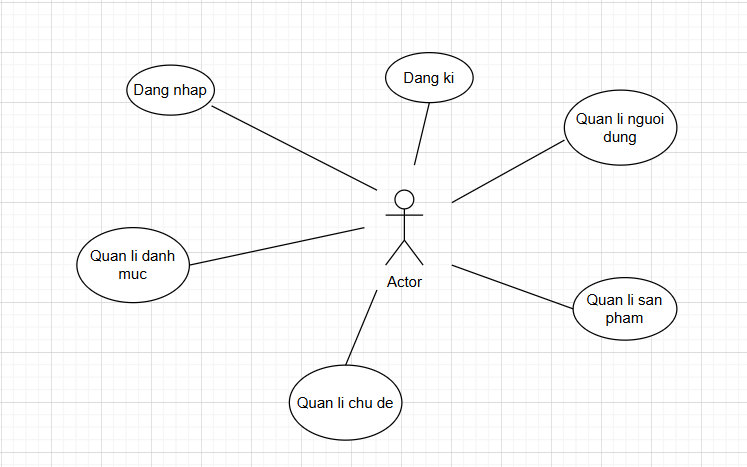 Dang nhap
Dang ki
Quan li nguoi
dung
Quan li danh
muc
Actor
Quan li san
pham
Quan li chu de